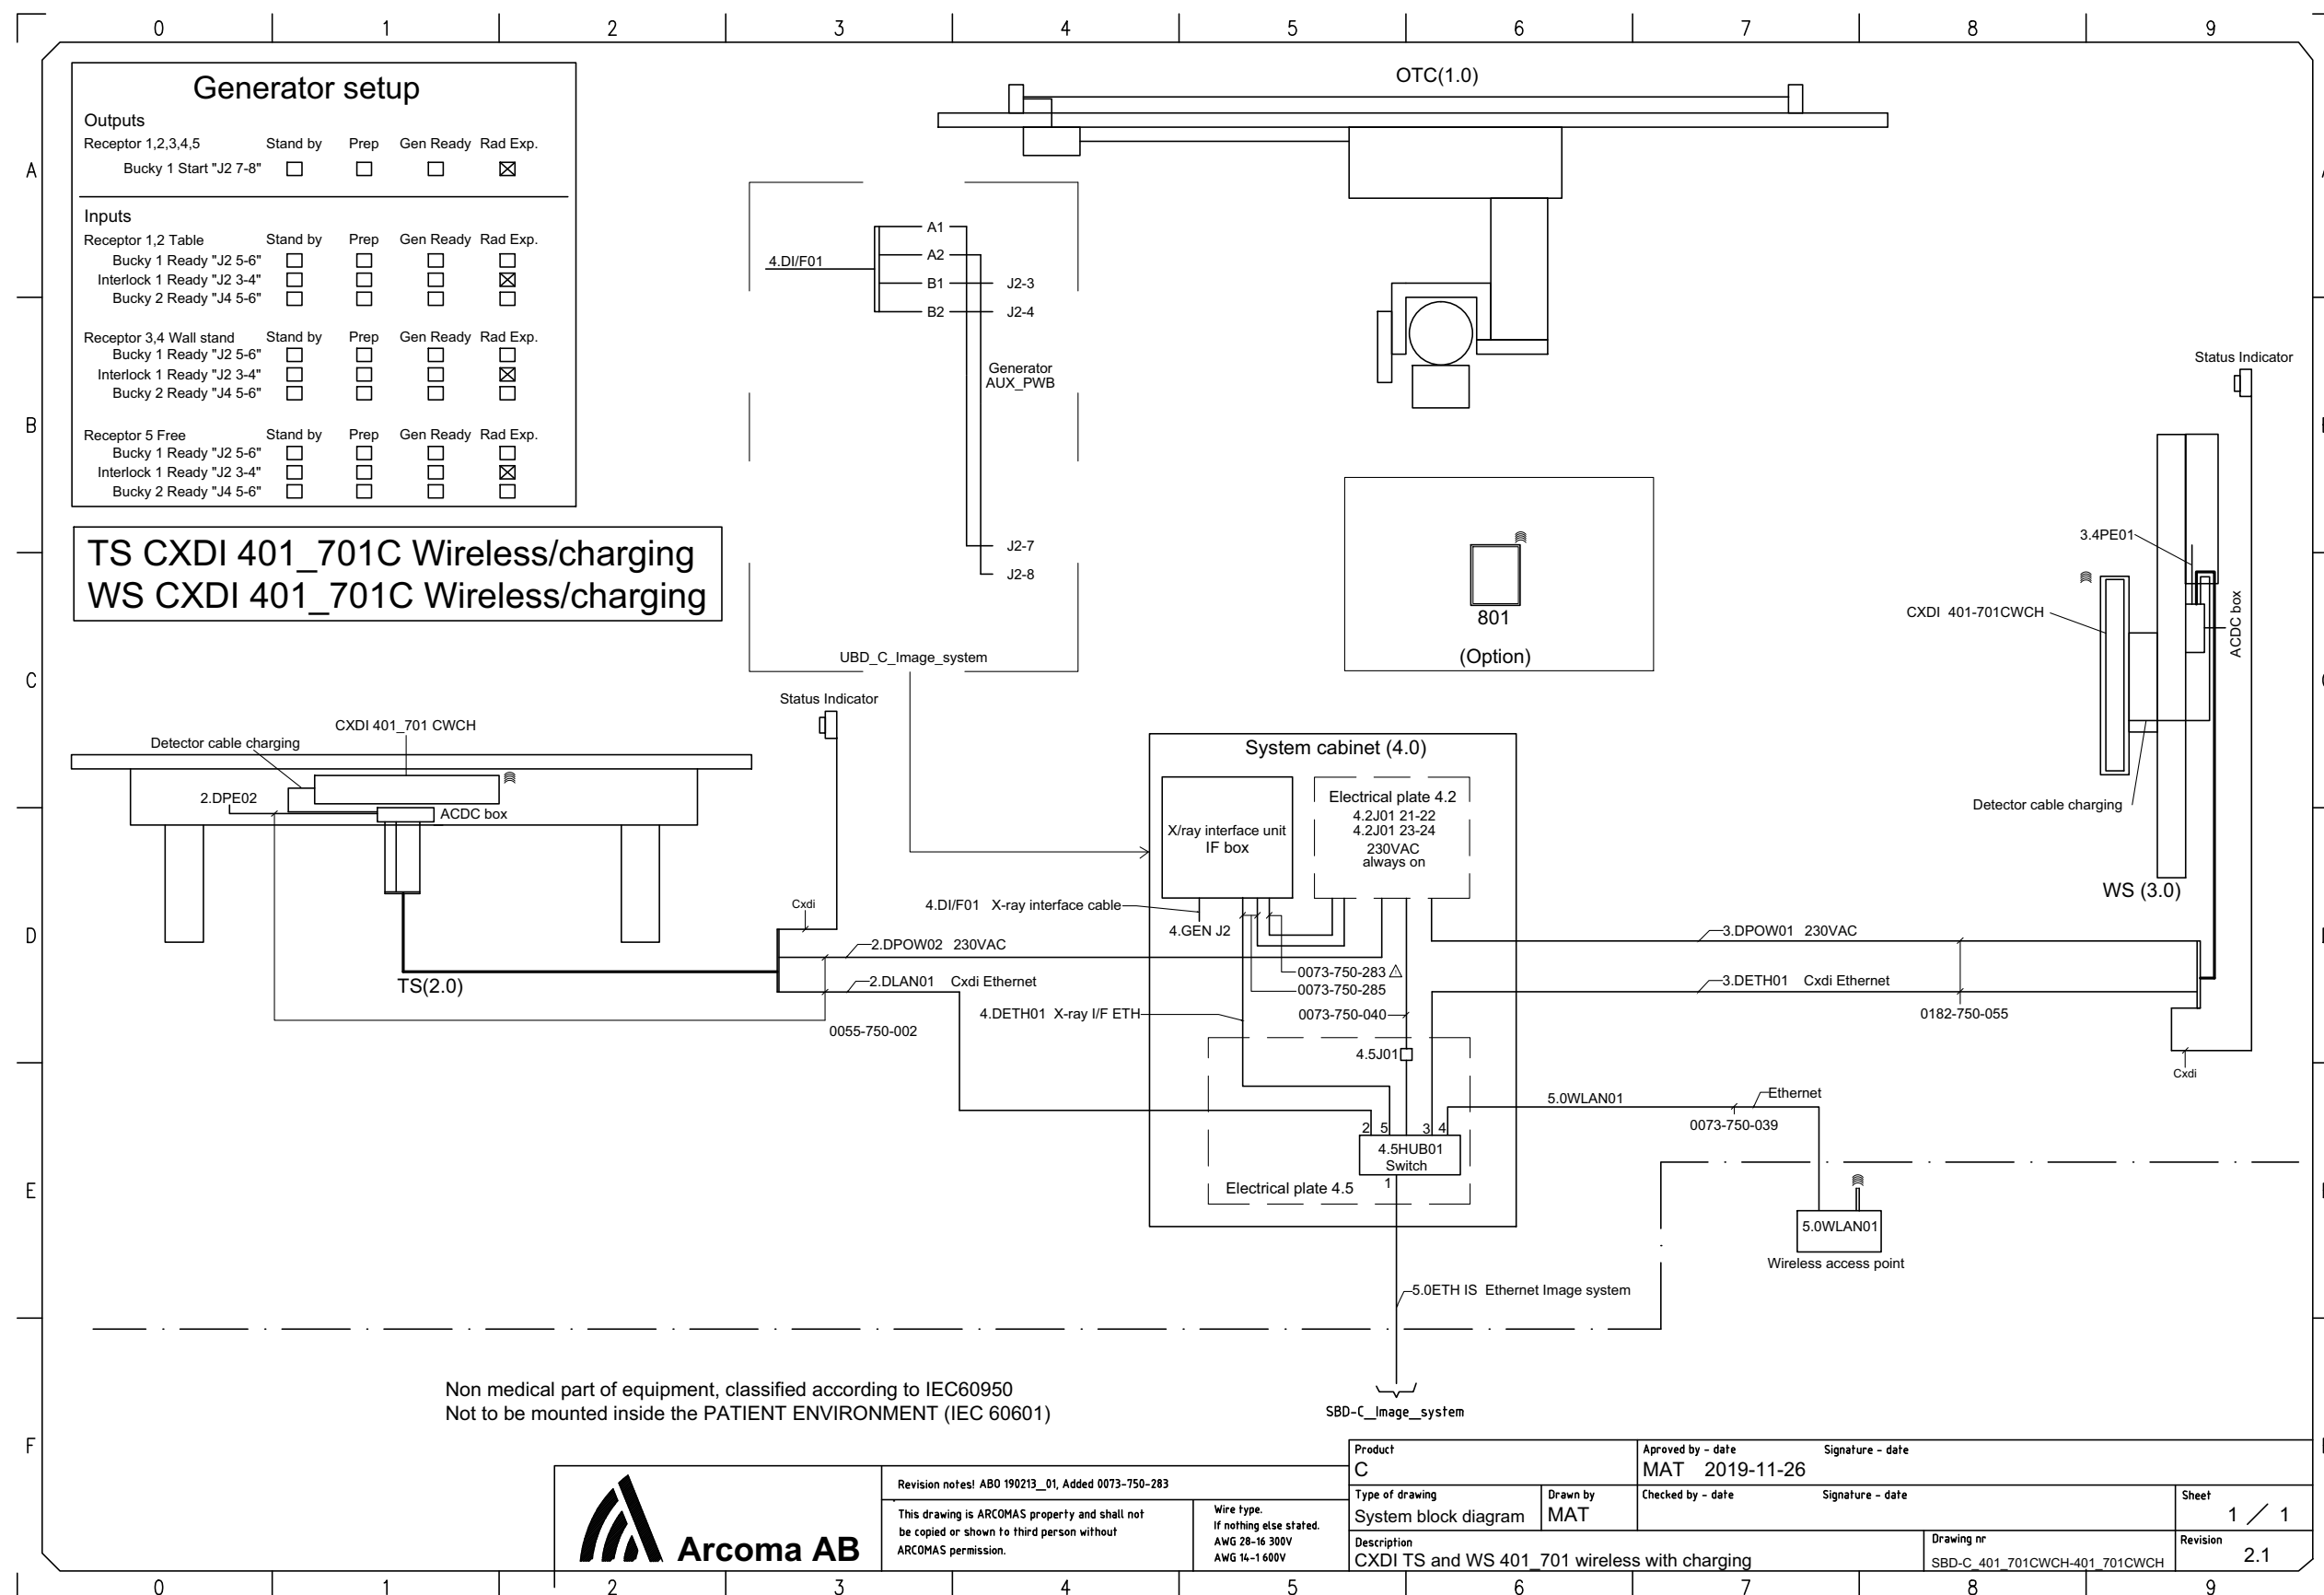 0 1 2 3 4 5 6 7 8 9
A
B
C
D
E
F
Generator setup
Outputs
Receptor 1,2,3,4,5 Stand by Prep Gen Ready Rad Exp.
Bucky 1 Start "J2 7-8"
Inputs
Receptor 1,2 Table Stand by Prep Gen Ready Rad Exp.
Bucky 1 Ready "J2 5-6"
Interlock 1 Ready "J2 3-4"
Bucky 2 Ready "J4 5-6"
Receptor 3,4 Wall stand Stand by Prep Gen Ready Rad Exp.
Bucky 1 Ready "J2 5-6"
Interlock 1 Ready "J2 3-4"
Bucky 2 Ready "J4 5-6"
Receptor 5 Free Stand by Prep Gen Ready Rad Exp.
Bucky 1 Ready "J2 5-6"
Interlock 1 Ready "J2 3-4"
Bucky 2 Ready "J4 5-6"
TS CXDI 401_701C Wireless/charging
WS CXDI 401_701C Wireless/charging
4.DI/F01
A1
A2
B1 J2-3
B2 J2-4
Generator
AUX_PWB
J2-7
J2-8
UBD_C_Image_system
OTC(1.0)
801
(Option)
Status Indicator
3.4PE01
CXDI 401-701CWCH
ACDC box
Detector cable charging
WS (3.0)
Status Indicator
CXDI 401_701 CWCH
Detector cable charging
2.DPE02
ACDC box
TS(2.0)
Cxdi
2.DPOW02 230VAC
2.DLAN01 Cxdi Ethernet
0055-750-002
System cabinet (4.0)
X/ray interface unit
IF box
Electrical plate 4.2
4.2J01 21-22
4.2J01 23-24
230VAC
always on
4.DI/F01 X-ray interface cable
4.GEN J2
0073-750-283
0073-750-285
4.DETH01 X-ray I/F ETH
0073-750-040
4.5J01
3.DPOW01 230VAC
3.DETH01 Cxdi Ethernet
0182-750-055
Cxdi
2 5 3 4
4.5HUB01
Switch
1
Electrical plate 4.5
5.0WLAN01
Ethernet
0073-750-039
5.0WLAN01
Wireless access point
5.0ETH IS Ethernet Image system
SBD-C_Image_system
Non medical part of equipment, classified according to IEC60950
Not to be mounted inside the PATIENT ENVIRONMENT (IEC 60601)
Arcoma AB
Revision notes! ABO 190213_01, Added 0073-750-283
This drawing is ARCOMAS property and shall not
be copied or shown to third person without
ARCOMAS permission.
Wire type.
If nothing else stated.
AWG 28-16 300V
AWG 14-1 600V
Product
C
Aproved by - date Signature - date
MAT 2019-11-26
Type of drawing
System block diagram
Drawn by
MAT
Checked by - date Signature - date
Sheet
1 / 1
Description
CXDI TS and WS 401_701 wireless with charging
Drawing nr
SBD-C_401_701CWCH-401_701CWCH
Revision
2.1
0 1 2 3 4 5 6 7 8 9